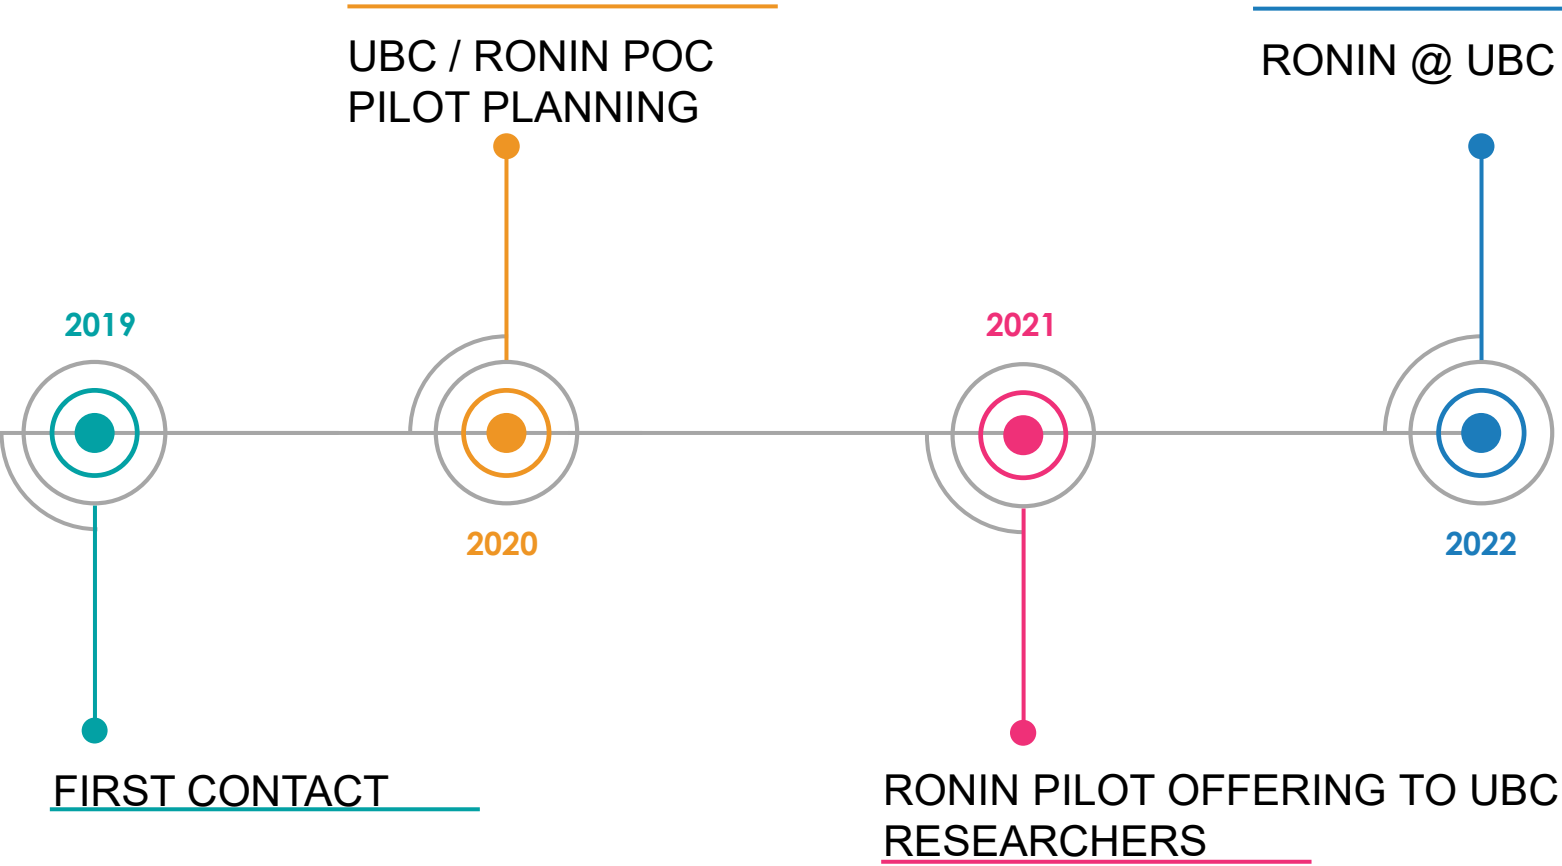 UBC / RONIN POC
PILOT PLANNING
RONIN @ UBC
2019
2021
2020
2022
FIRST CONTACT
RONIN PILOT OFFERING TO UBC
RESEARCHERS